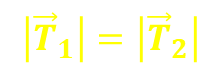 |T⃗₁| = |T⃗₂|